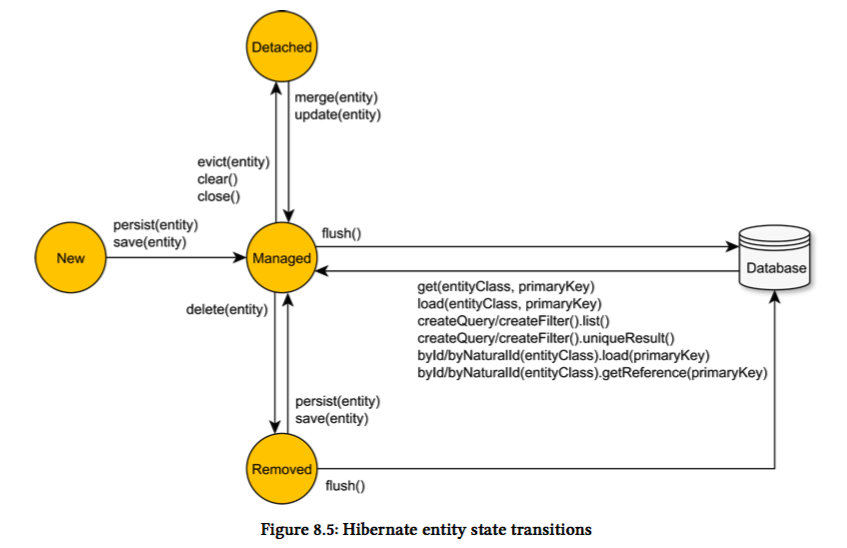 Detached
merge(entity)
update(entity)
evict(entity)
clear()
close()
persist(entity)
save(entity)
flush()
New
Managed
Database
get(entityClass, primaryKey)
load(entityClass, primaryKey)
createQuery/createFilter().list()
createQuery/createFilter().uniqueResult()
byId/byNaturalId(entityClass).load(primaryKey)
byId/byNaturalId(entityClass).getReference(primaryKey)
delete(entity)
persist(entity)
save(entity)
Removed
flush()
Figure 8.5: Hibernate entity state transitions